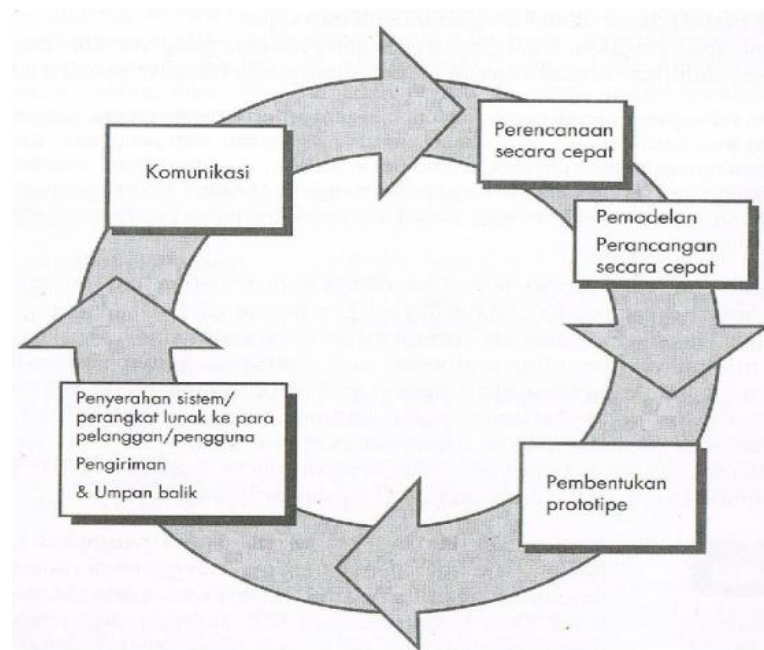 Komunikasi
Perencanaan
secara cepat
Pemodelan
Perancangan
secara cepat
Pembentukan
prototipe
Penyerahan sistem/
perangkat lunak ke para
pelanggan/pengguna
Pengiriman
& Umpan balik